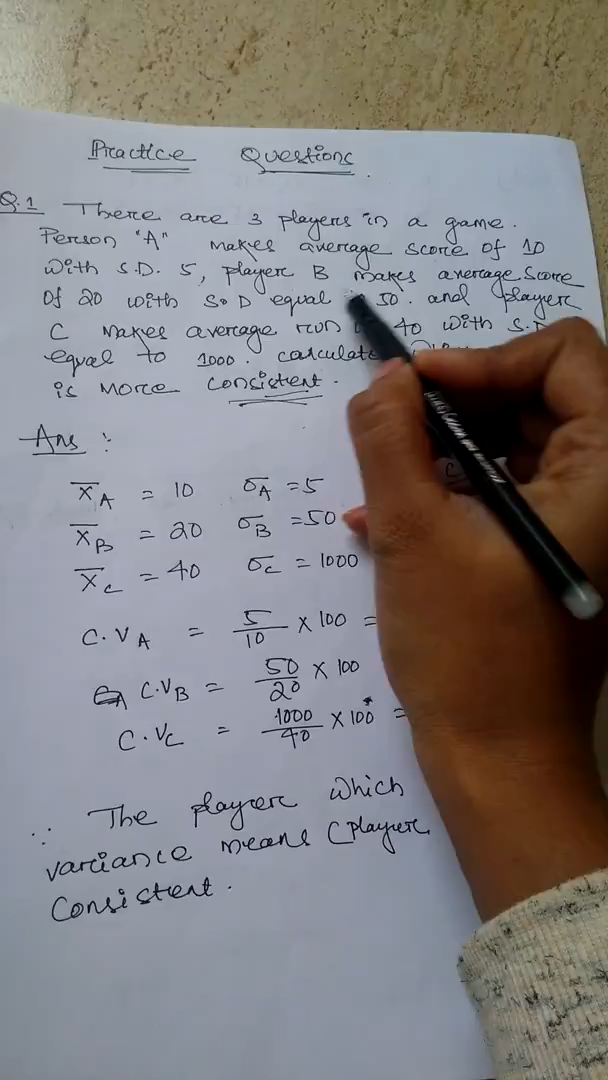 Practice Questions.
Q.1 There are 3 players in a game.
Person "A" makes average score of 10
with S.D. 5, player B makes average score
of 20 with S.D equal 50. and player
C makes average run 40 with S.D
equal to 1000. calculate
is more consistent.
Ans :
x̄A = 10 σA = 5
x̄B = 20 σB = 50
x̄C = 40 σC = 1000
C.VA = 5/10 × 100 =
C.VB = 50/20 × 100
C.VC = 1000/40 × 100 =
∵ The player which
variance means (player
Consistent.